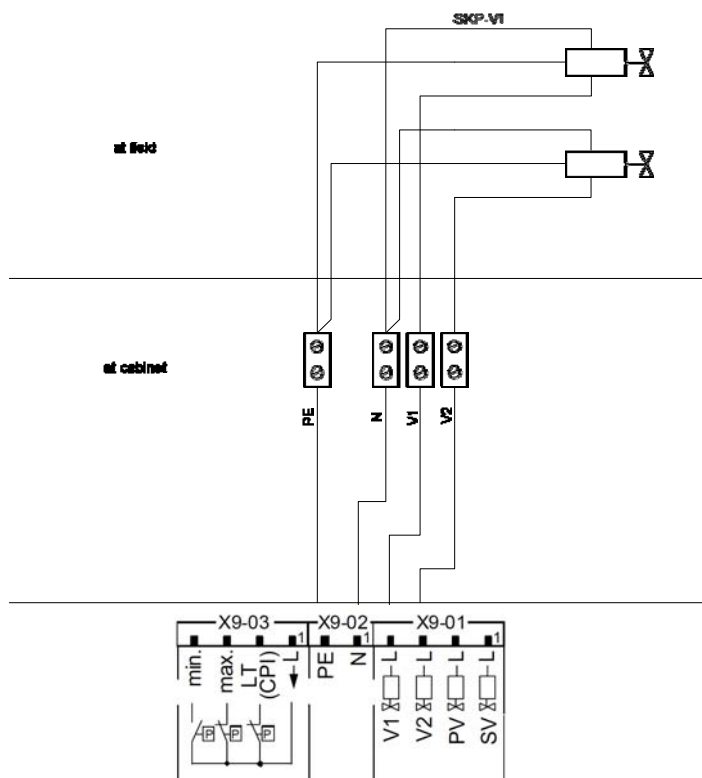 SKP-V1
at field
at cabinet
PE
N
V1
V2
X9-03
X9-02
X9-01
1
1
1
min.
max.
LT
(CPI)
L
PE
N
L
L
L
L
P
P
P
V1
V2
PV
SV